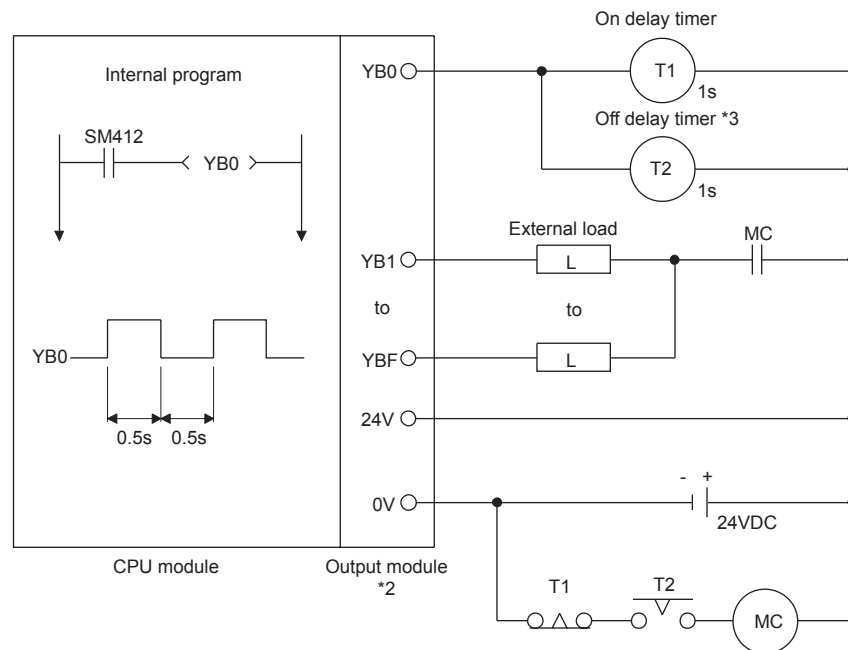 On delay timer
Internal program
YB0
T1
1s
SM412
YB0
Off delay timer *3
T2
1s
External load
MC
YB1
L
to
to
YB0
YBF
L
24V
0.5s
0.5s
0V
- +
24VDC
CPU module
Output module
*2
T1
T2
MC